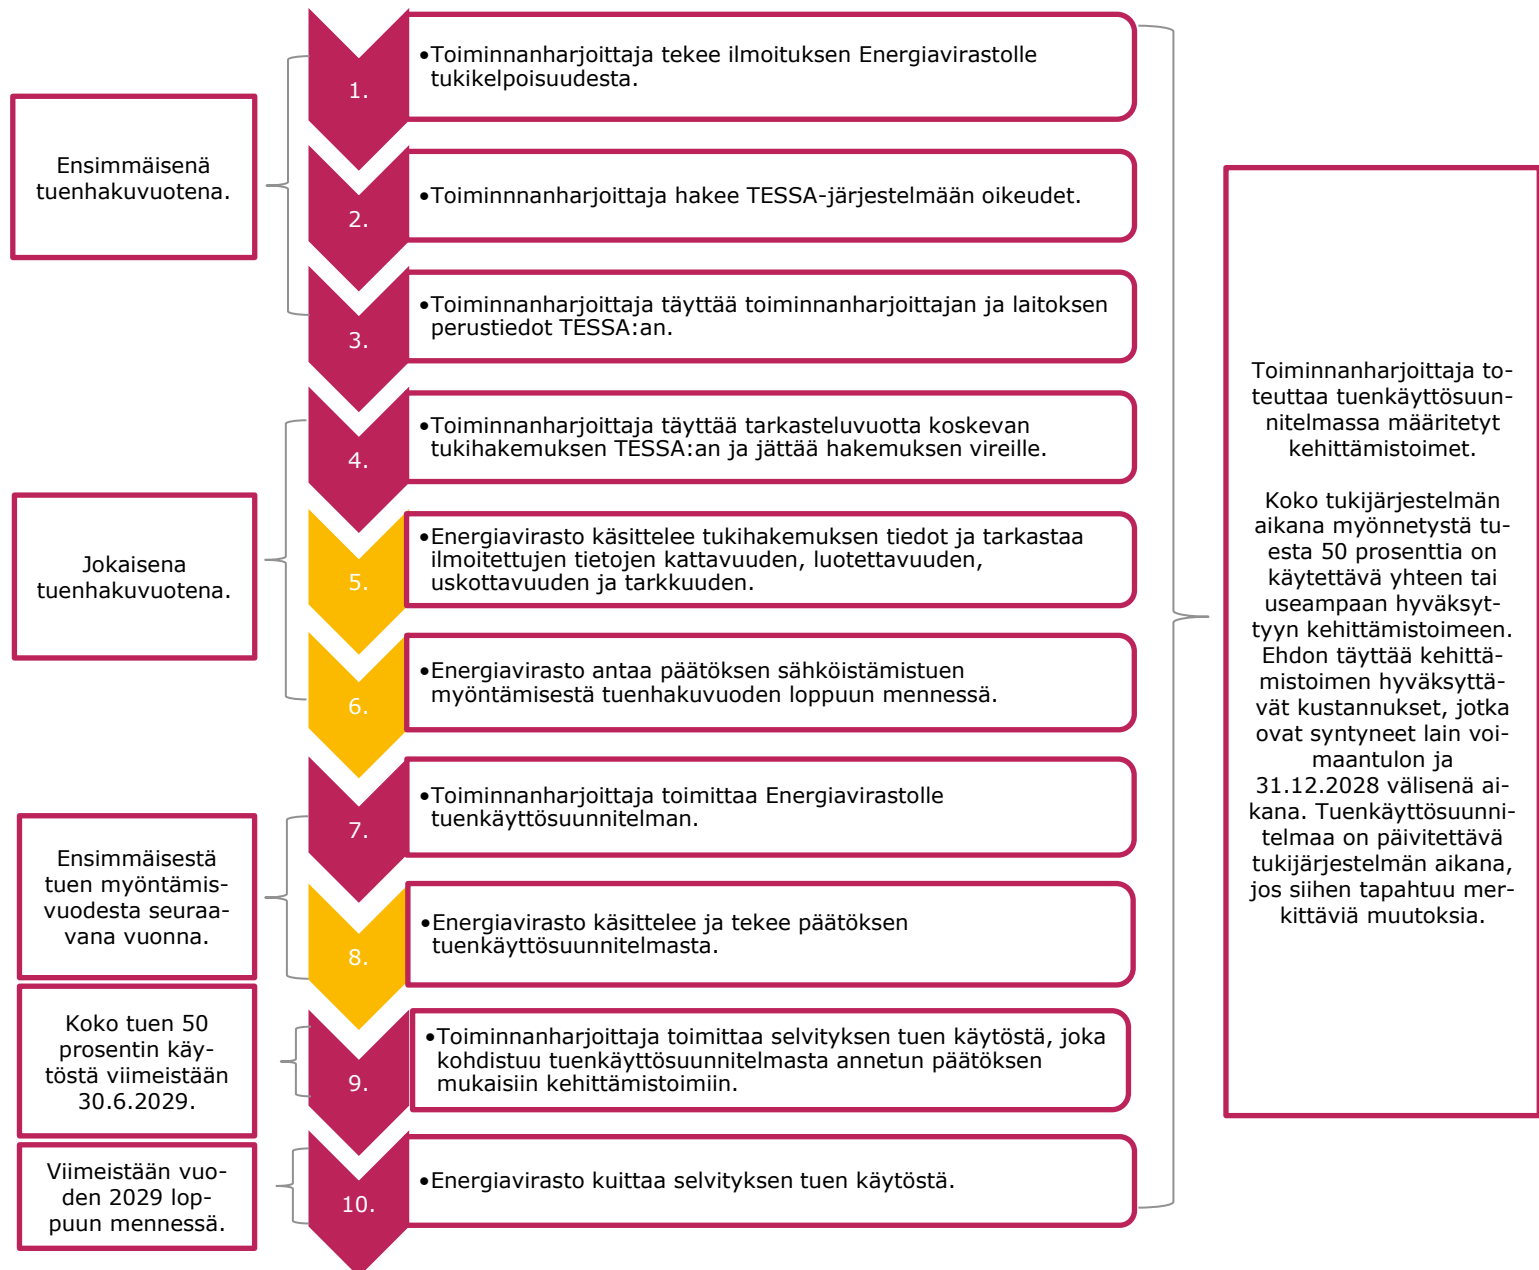 Ensimmäisenä
tuenhakuvuotena.
1.
•Toiminnanharjoittaja tekee ilmoituksen Energiavirastolle
tukikelpoisuudesta.
2.
•Toiminnnanharjoittaja hakee TESSA-järjestelmään oikeudet.
3.
•Toiminnanharjoittaja täyttää toiminnanharjoittajan ja laitoksen
perustiedot TESSA:an.
Jokaisena
tuenhakuvuotena.
4.
•Toiminnanharjoittaja täyttää tarkasteluvuotta koskevan
tukihakemuksen TESSA:an ja jättää hakemuksen vireille.
5.
•Energiavirasto käsittelee tukihakemuksen tiedot ja tarkastaa
ilmoitettujen tietojen kattavuuden, luotettavuuden,
uskottavuuden ja tarkkuuden.
6.
•Energiavirasto antaa päätöksen sähköistämistuen
myöntämisestä tuenhakuvuoden loppuun mennessä.
Ensimmäisestä
tuen myöntämis-
vuodesta seuraa-
vana vuonna.
7.
•Toiminnanharjoittaja toimittaa Energiavirastolle
tuenkäyttösuunnitelman.
8.
•Energiavirasto käsittelee ja tekee päätöksen
tuenkäyttösuunnitelmasta.
Koko tuen 50
prosentin käy-
töstä viimeistään
30.6.2029.
9.
•Toiminnanharjoittaja toimittaa selvityksen tuen käytöstä, joka
kohdistuu tuenkäyttösuunnitelmasta annetun päätöksen
mukaisiin kehittämistoimiin.
Viimeistään vuo-
den 2029 lop-
puun mennessä.
10.
•Energiavirasto kuittaa selvityksen tuen käytöstä.
Toiminnanharjoittaja to-
teuttaa tuenkäyttösuun-
nitelmassa määritetyt
kehittämistoimet.
Koko tukijärjestelmän
aikana myönnetystä tu-
esta 50 prosenttia on
käytettävä yhteen tai
useampaan hyväksyt-
tyyn kehittämistoimeen.
Ehdon täyttää kehittä-
mistoimen hyväksyttä-
vät kustannukset, jotka
ovat syntyneet lain voi-
maantulon ja
31.12.2028 välisenä ai-
kana. Tuenkäyttösuunni-
telmaa on päivitettävä
tukijärjestelmän aikana,
jos siihen tapahtuu mer-
kittäviä muutoksia.